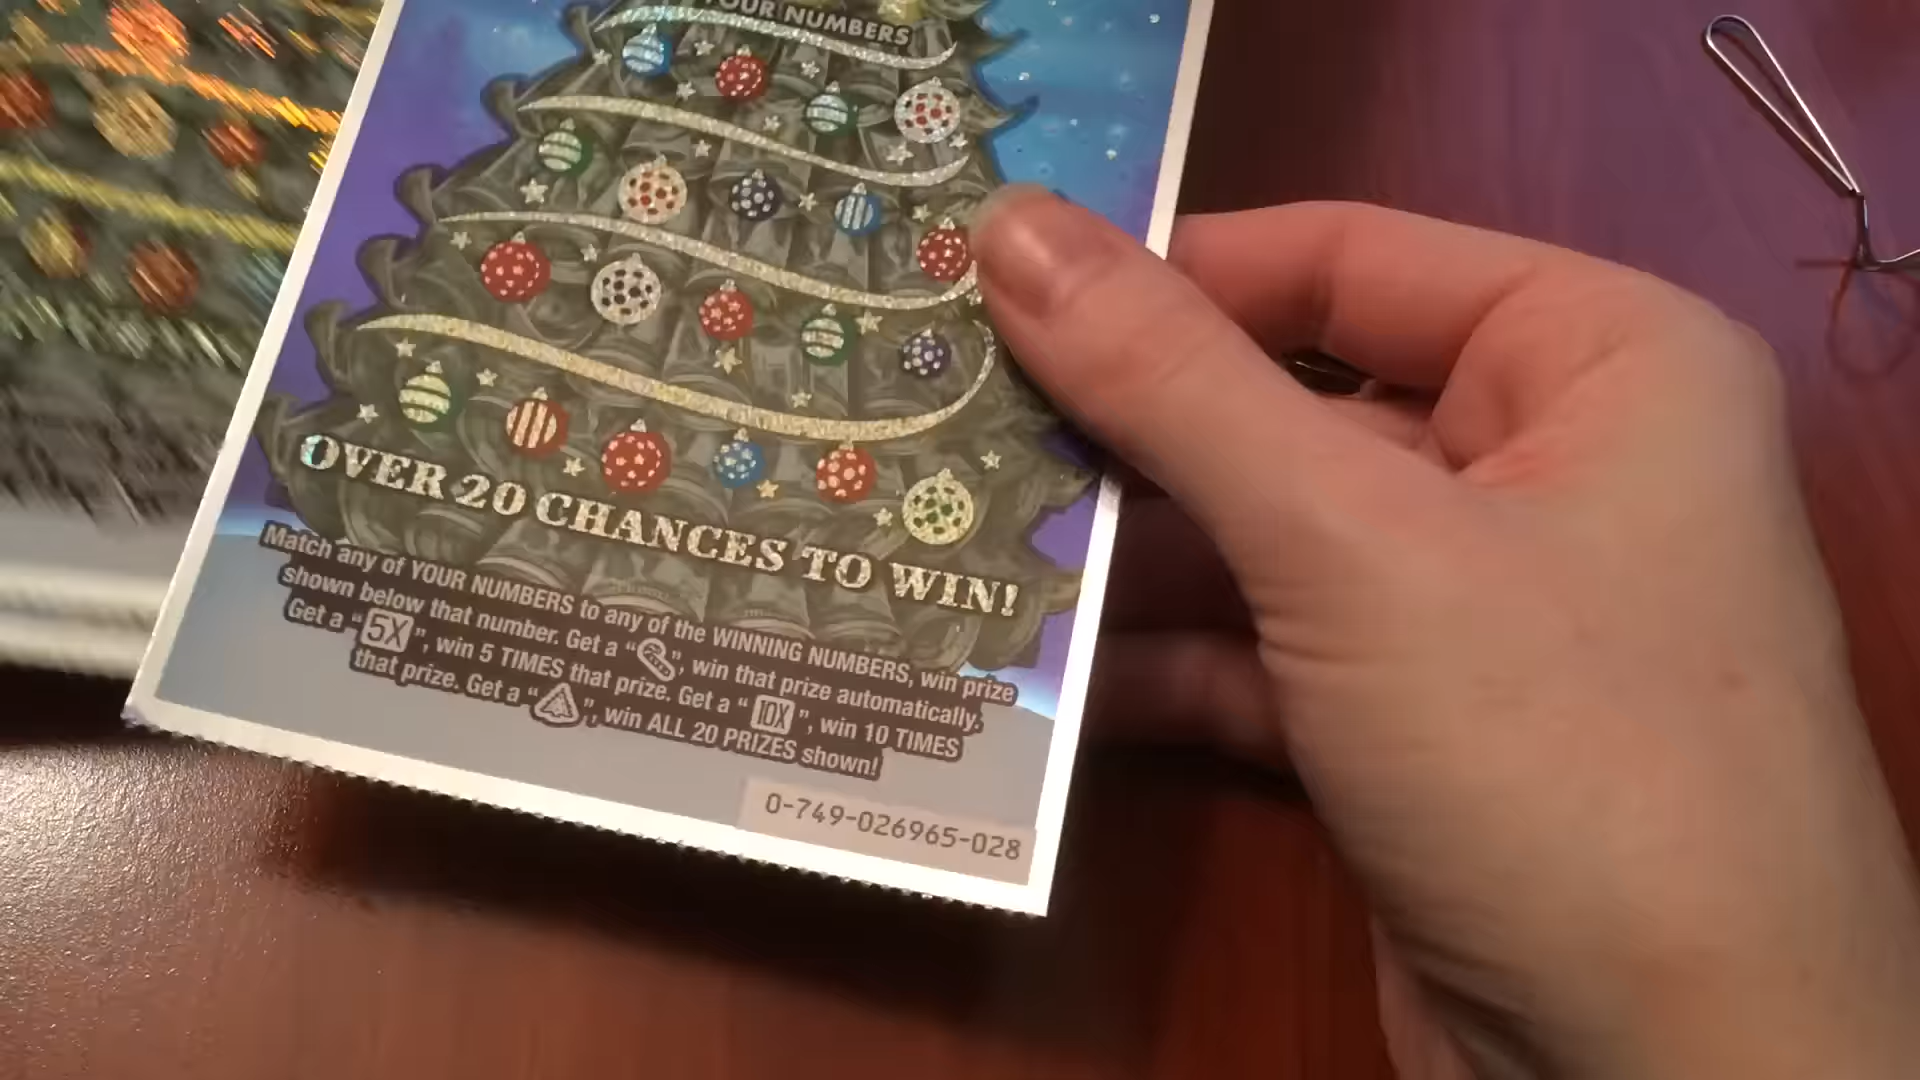 YOUR NUMBERS
OVER 20 CHANCES TO WIN!
Match any of YOUR NUMBERS to any of the WINNING NUMBERS, win prize
shown below that number. Get a " ", win that prize automatically.
Get a "5X", win 5 TIMES that prize. Get a "10X", win 10 TIMES
that prize. Get a " ", win ALL 20 PRIZES shown!
0-749-026965-028